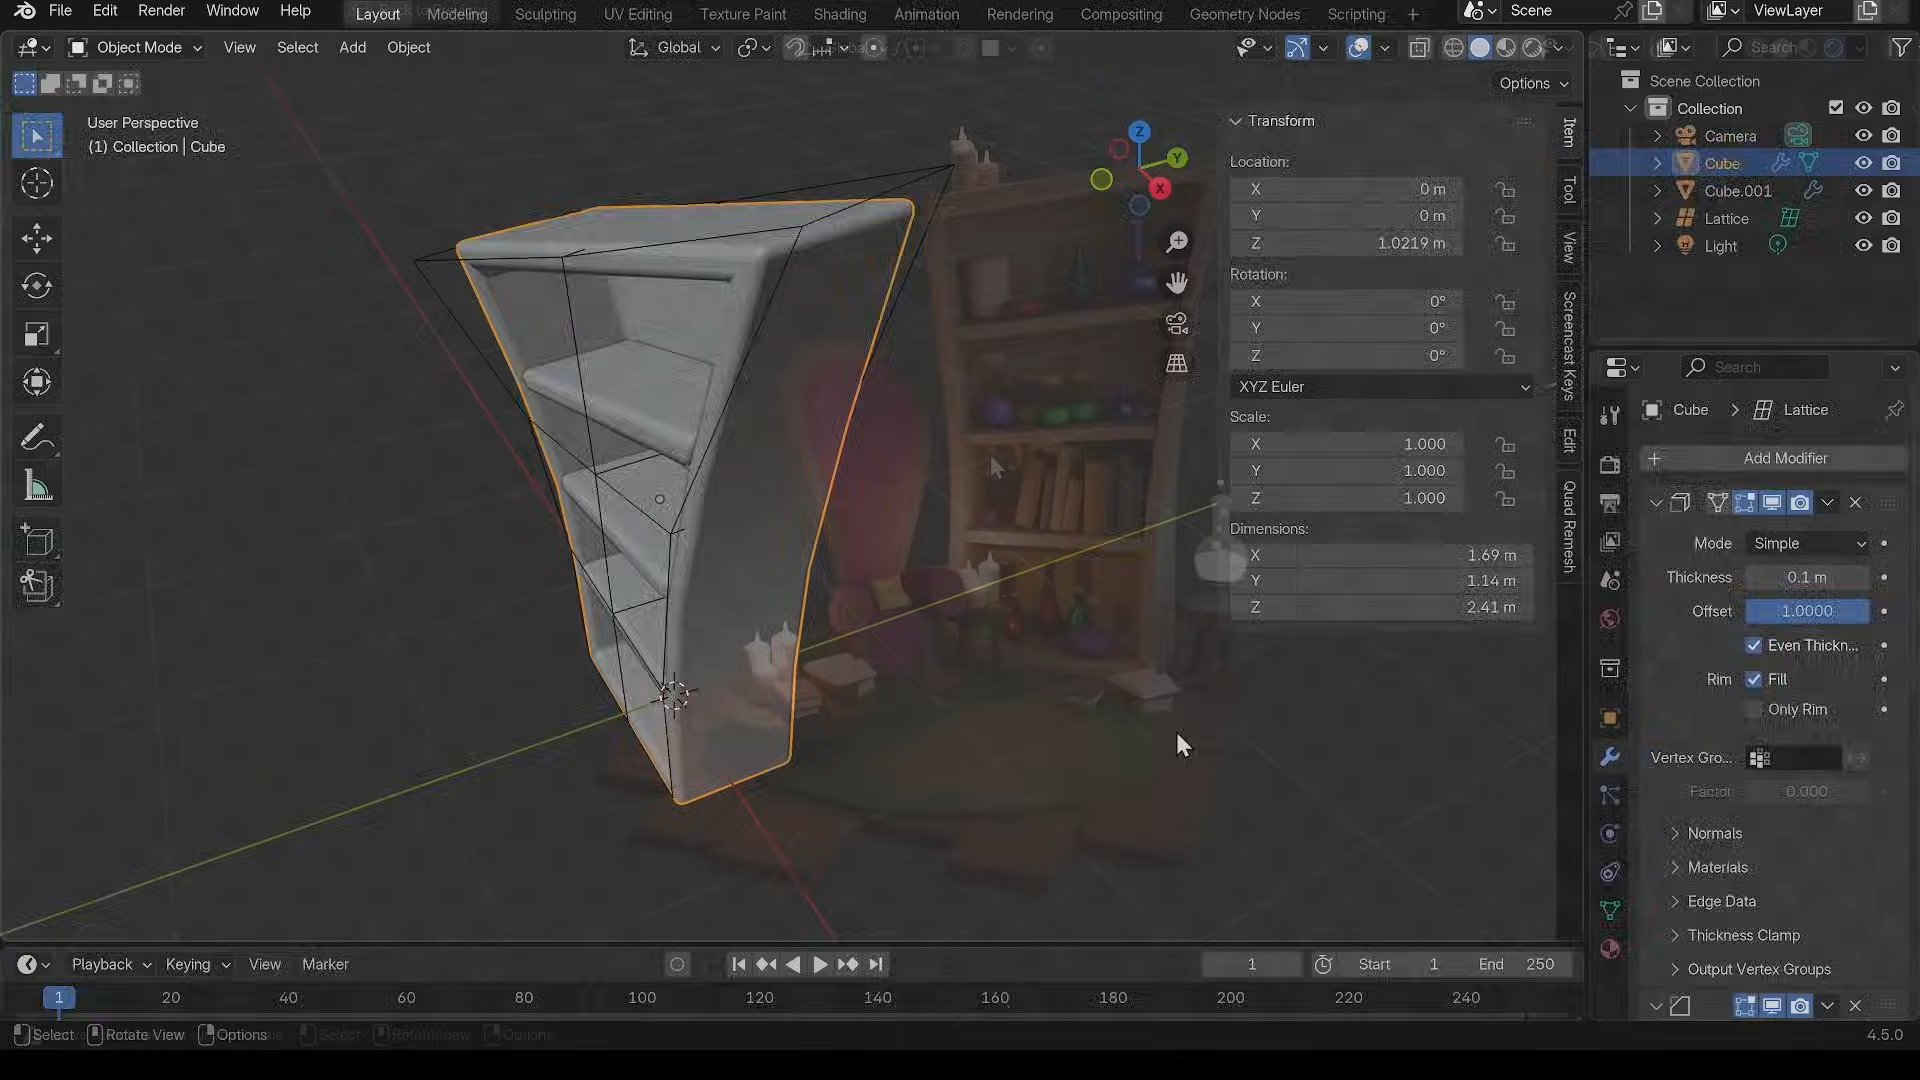 File Edit Render Window Help
Layout Modeling Sculpting UV Editing Texture Paint Shading Animation Rendering Compositing Geometry Nodes Scripting +
Scene
ViewLayer
Object Mode View Select Add Object
Global
Search
Options
User Perspective
(1) Collection | Cube
Z
Y
X
Transform
Location:
X 0 m
Y 0 m
Z 1.0219 m
Rotation:
X 0°
Y 0°
Z 0°
XYZ Euler
Scale:
X 1.000
Y 1.000
Z 1.000
Dimensions:
X 1.69 m
Y 1.14 m
Z 2.41 m
Item
Tool
View
Screencast Keys
Edit
Quad Remesh
Scene Collection
Collection
Camera
Cube
Cube.001
Lattice
Light
Search
Cube > Lattice
+ Add Modifier
Mode Simple
Thickness 0.1 m
Offset 1.0000
Even Thickn...
Rim Fill
Only Rim
Vertex Gro...
Factor 0.000
Normals
Materials
Edge Data
Thickness Clamp
Output Vertex Groups
Playback Keying View Marker
1 Start 1 End 250
1 20 40 60 80 100 120 140 160 180 200 220 240
Select Rotate View Options Select Rotate View Options
4.5.0